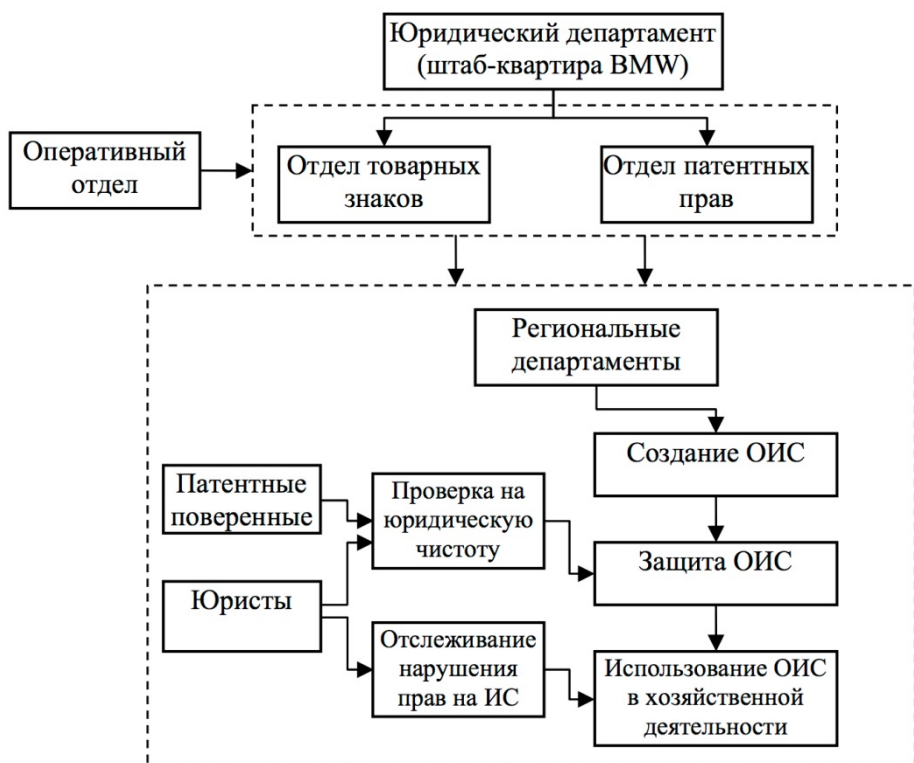 Юридический департамент
(штаб-квартира BMW)
Оперативный
отдел
Отдел товарных
знаков
Отдел патентных
прав
Региональные
департаменты
Создание ОИС
Патентные
поверенные
Проверка на
юридическую
чистоту
Защита ОИС
Юристы
Отслеживание
нарушения
прав на ИС
Использование ОИС
в хозяйственной
деятельности